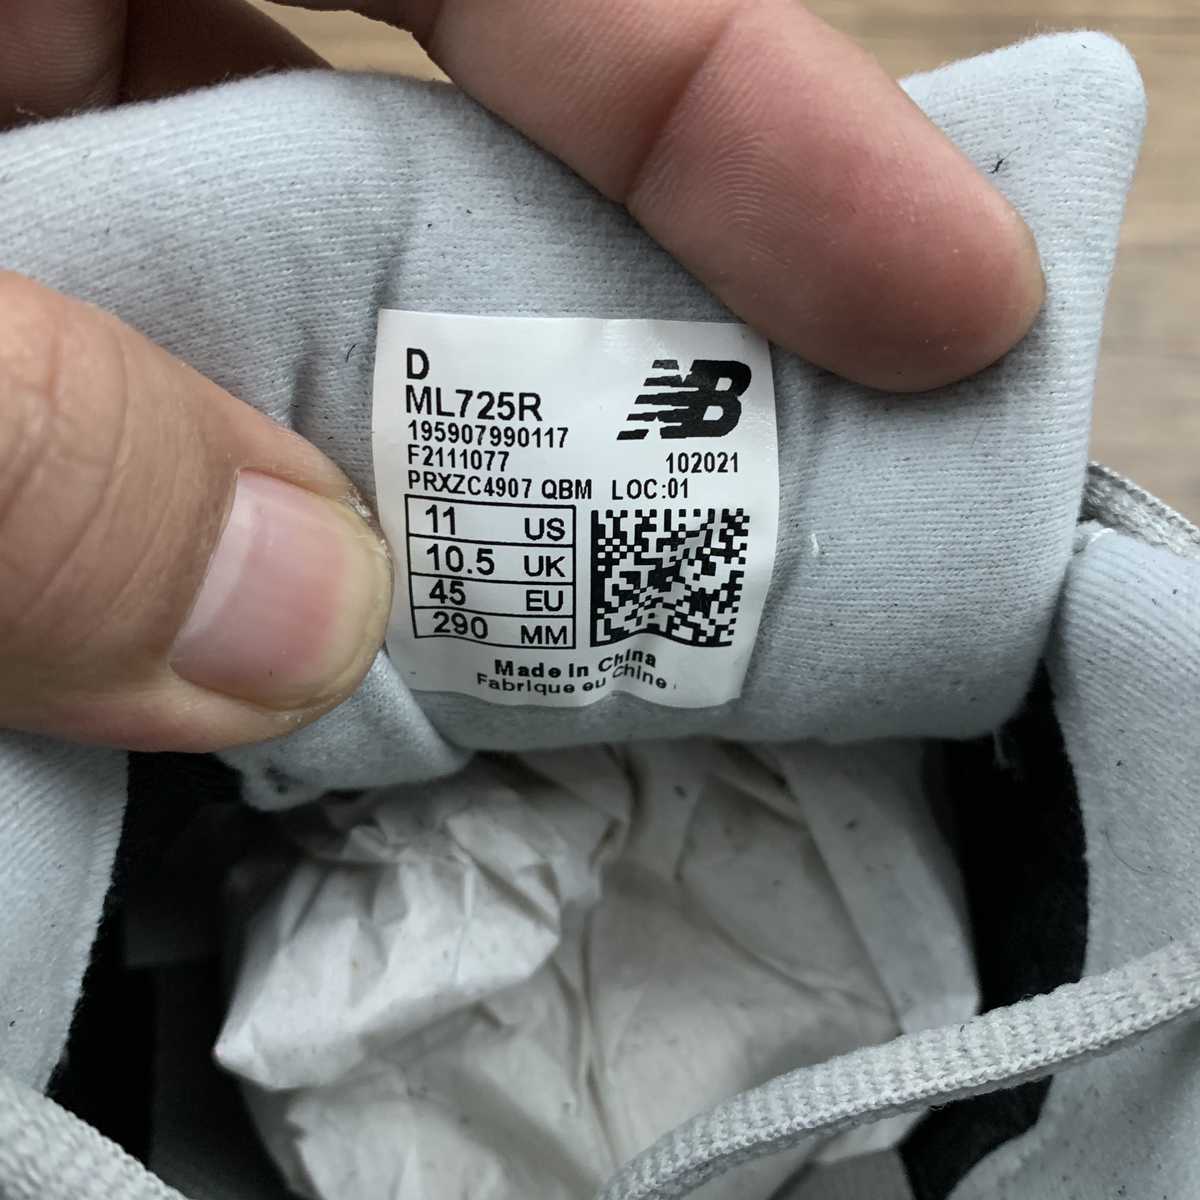 D
ML725R
NB
195907990117
F2111077 102021
PRXZC4907 QBM LOC:01
11 US
10.5 UK
45 EU
290 MM
Made in China
Fabrique eu Chine